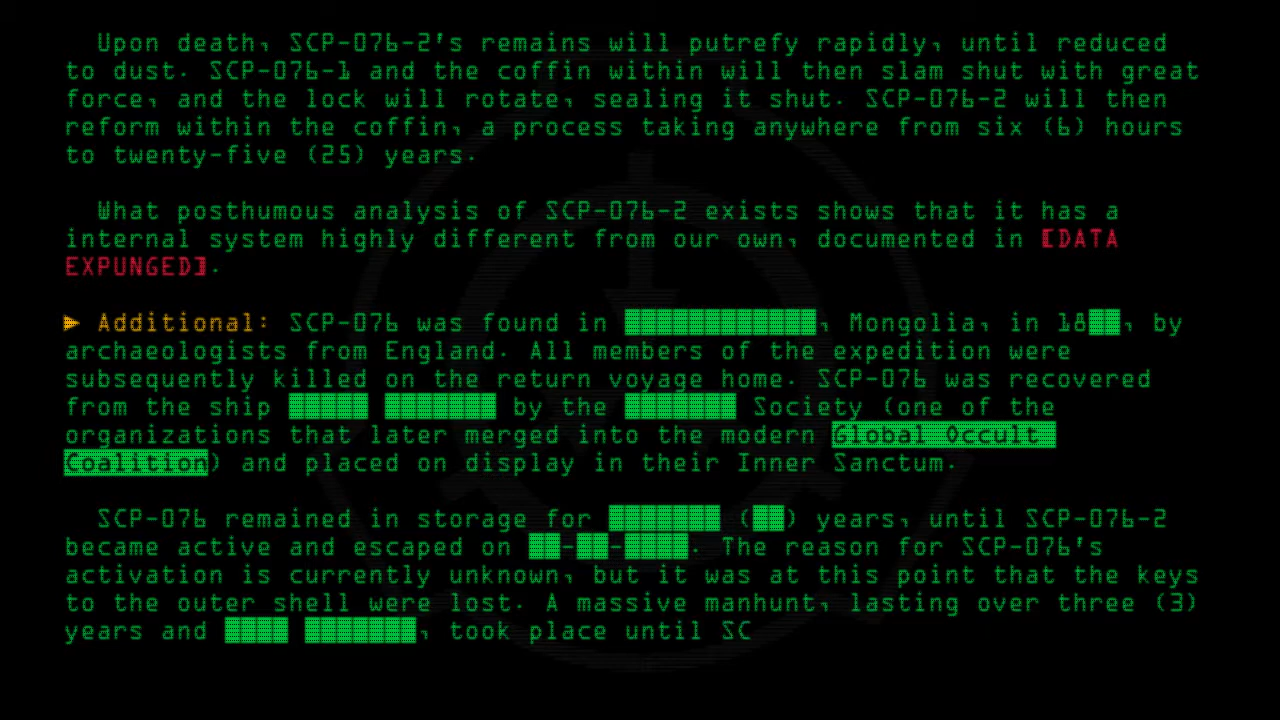 Upon death, SCP-076-2's remains will putrefy rapidly, until reduced
to dust. SCP-076-1 and the coffin within will then slam shut with great
force, and the lock will rotate, sealing it shut. SCP-076-2 will then
reform within the coffin, a process taking anywhere from six (6) hours
to twenty-five (25) years.
What posthumous analysis of SCP-076-2 exists shows that it has a
internal system highly different from our own, documented in [DATA
EXPUNGED].
► Additional: SCP-076 was found in ████████████, Mongolia, in 18██, by
archaeologists from England. All members of the expedition were
subsequently killed on the return voyage home. SCP-076 was recovered
from the ship █████ ███████ by the ███████ Society (one of the
organizations that later merged into the modern Global Occult
Coalition) and placed on display in their Inner Sanctum.
SCP-076 remained in storage for ███████ (██) years, until SCP-076-2
became active and escaped on ██-██-████. The reason for SCP-076's
activation is currently unknown, but it was at this point that the keys
to the outer shell were lost. A massive manhunt, lasting over three (3)
years and ████ ███████, took place until SC